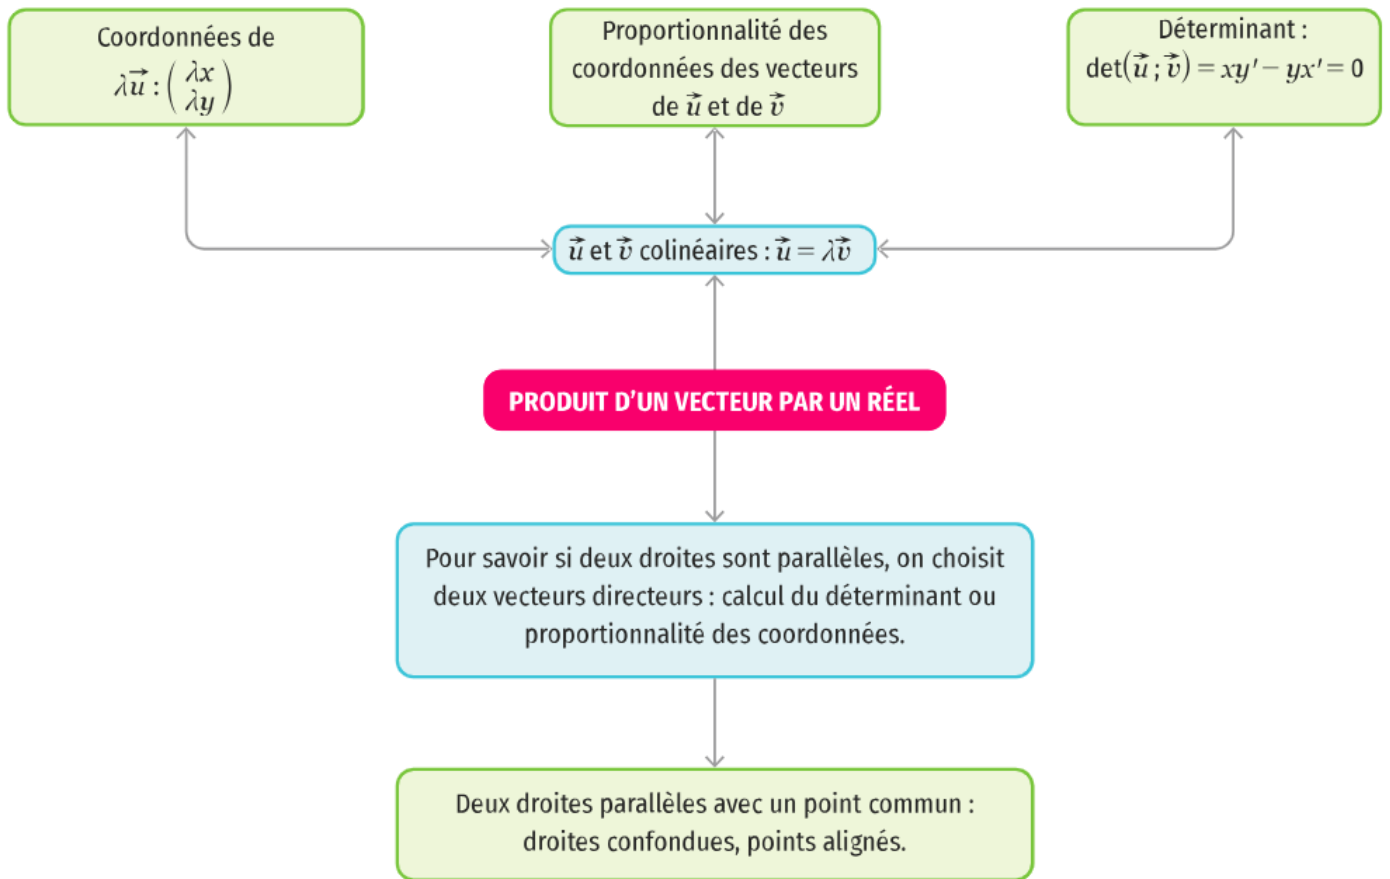 Coordonnées de
λu⃗ : (λx
λy)
Proportionnalité des
coordonnées des vecteurs
de u⃗ et de v⃗
Déterminant :
det(u⃗ ; v⃗) = xy′ − yx′ = 0
u⃗ et v⃗ colinéaires : u⃗ = λv⃗
PRODUIT D’UN VECTEUR PAR UN RÉEL
Pour savoir si deux droites sont parallèles, on choisit
deux vecteurs directeurs : calcul du déterminant ou
proportionnalité des coordonnées.
Deux droites parallèles avec un point commun :
droites confondues, points alignés.